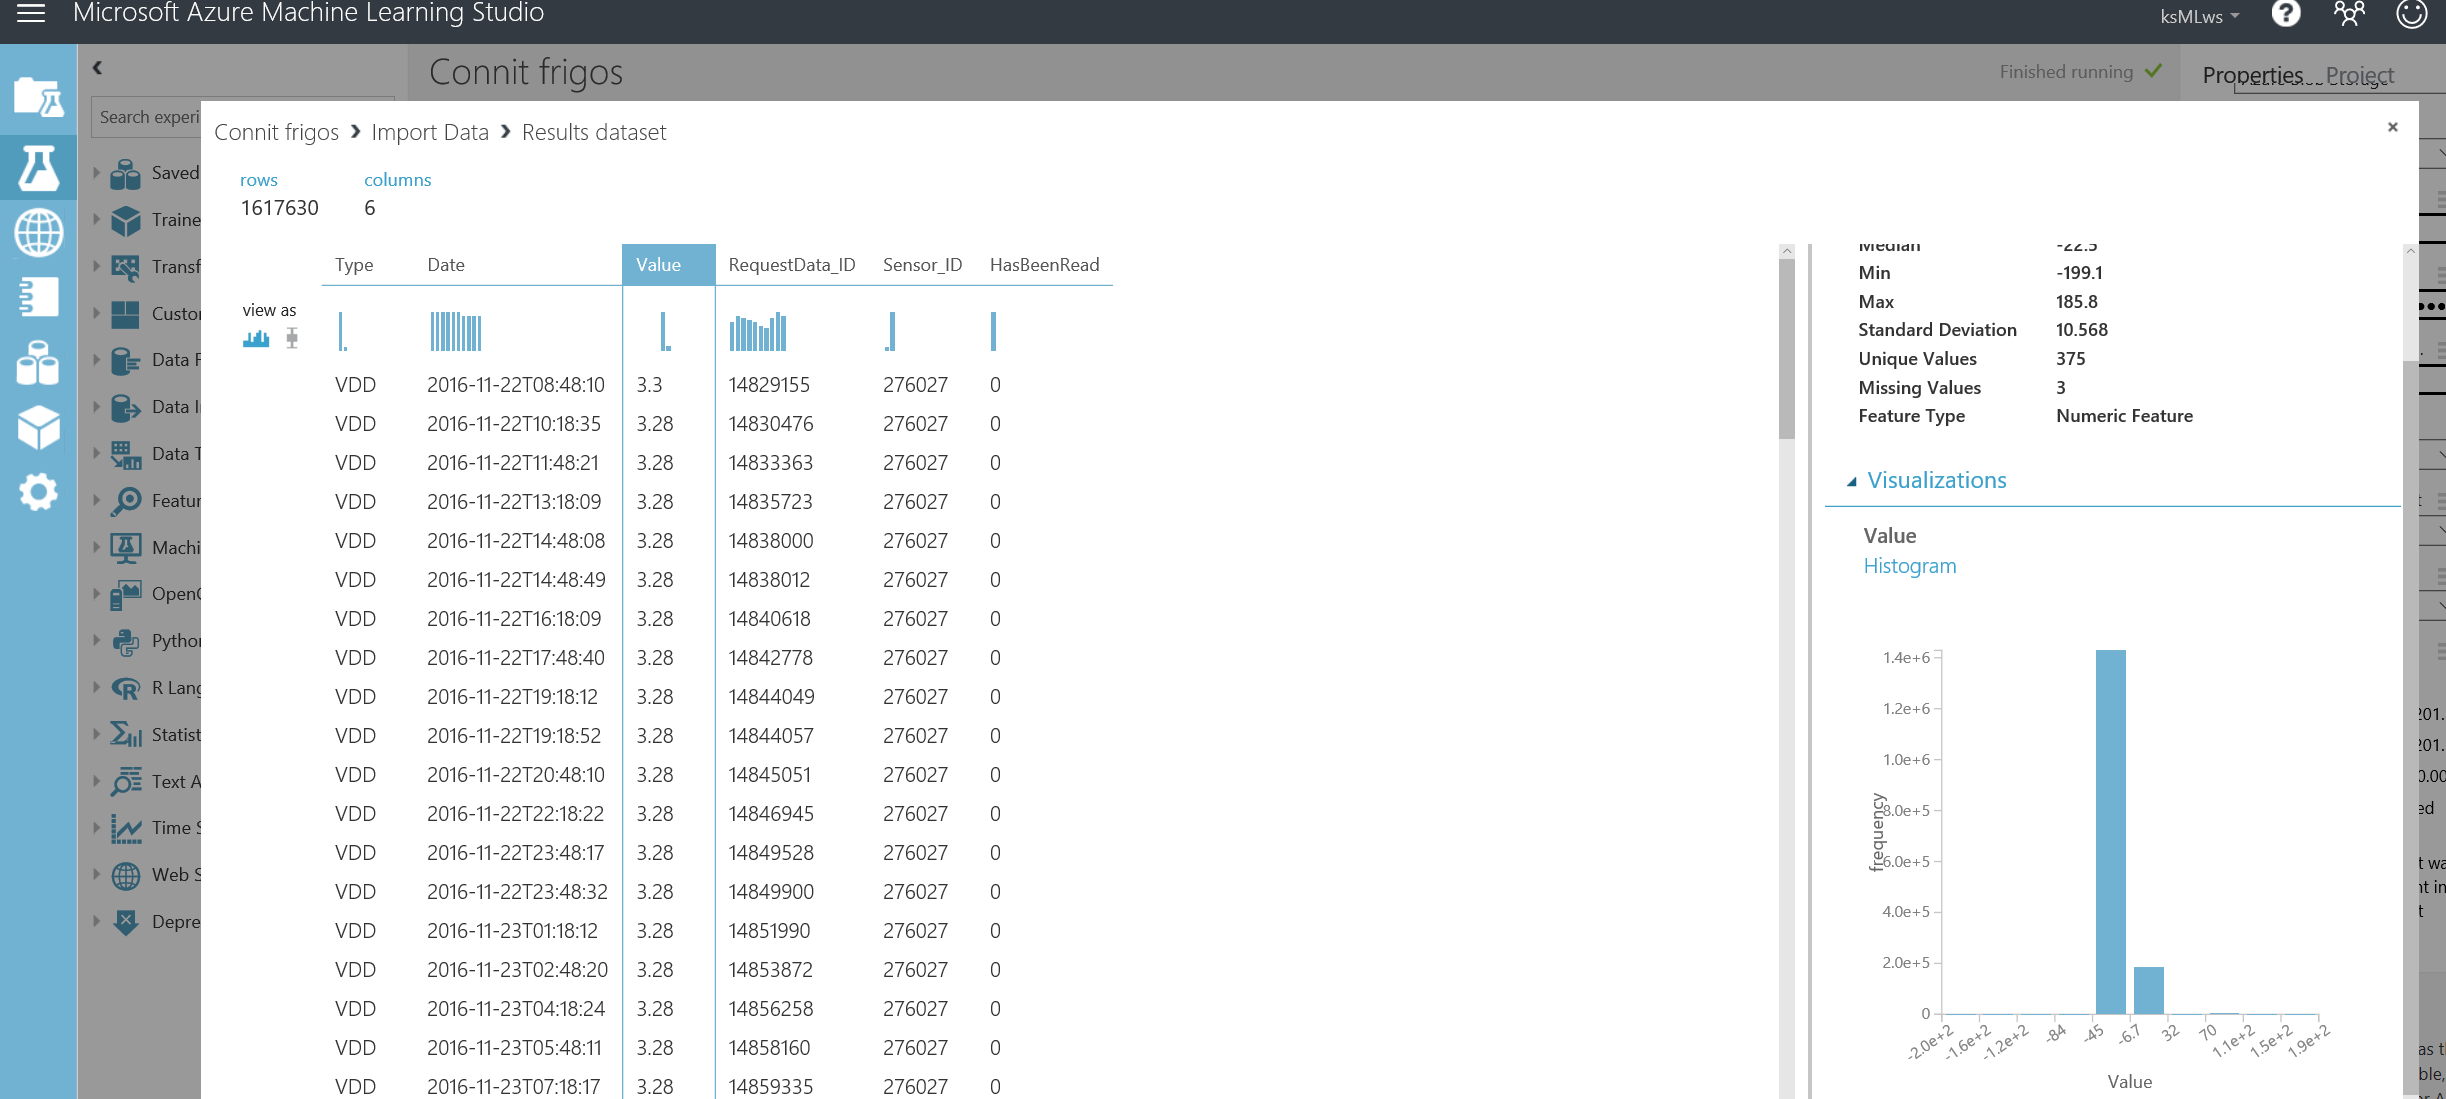 Microsoft Azure Machine Learning Studio
ksMLws
?
Connit frigos
Finished running
Properties Project
Search experi
Saved
Traine
Transf
Custo
Data F
Data I
Data T
Featur
Machi
OpenC
Pytho
R Lang
Statist
Text A
Time S
Web S
Depre
Connit frigos > Import Data > Results dataset
×
rows columns
1617630 6
Type Date Value RequestData_ID Sensor_ID HasBeenRead
view as
VDD 2016-11-22T08:48:10 3.3 14829155 276027 0
VDD 2016-11-22T10:18:35 3.28 14830476 276027 0
VDD 2016-11-22T11:48:21 3.28 14833363 276027 0
VDD 2016-11-22T13:18:09 3.28 14835723 276027 0
VDD 2016-11-22T14:48:08 3.28 14838000 276027 0
VDD 2016-11-22T14:48:49 3.28 14838012 276027 0
VDD 2016-11-22T16:18:09 3.28 14840618 276027 0
VDD 2016-11-22T17:48:40 3.28 14842778 276027 0
VDD 2016-11-22T19:18:12 3.28 14844049 276027 0
VDD 2016-11-22T19:18:52 3.28 14844057 276027 0
VDD 2016-11-22T20:48:10 3.28 14845051 276027 0
VDD 2016-11-22T22:18:22 3.28 14846945 276027 0
VDD 2016-11-22T23:48:17 3.28 14849528 276027 0
VDD 2016-11-22T23:48:32 3.28 14849900 276027 0
VDD 2016-11-23T01:18:12 3.28 14851990 276027 0
VDD 2016-11-23T02:48:20 3.28 14853872 276027 0
VDD 2016-11-23T04:18:24 3.28 14856258 276027 0
VDD 2016-11-23T05:48:11 3.28 14858160 276027 0
VDD 2016-11-23T07:18:17 3.28 14859335 276027 0
Median -22.5
Min -199.1
Max 185.8
Standard Deviation 10.568
Unique Values 375
Missing Values 3
Feature Type Numeric Feature
Visualizations
Value
Histogram
frequency
1.4e+6
1.2e+6
1.0e+6
8.0e+5
6.0e+5
4.0e+5
2.0e+5
0
-2.0e+2 -1.6e+2 -1.2e+2 -84 -45 -6.7 32 70 1.1e+2 1.5e+2 1.9e+2
Value